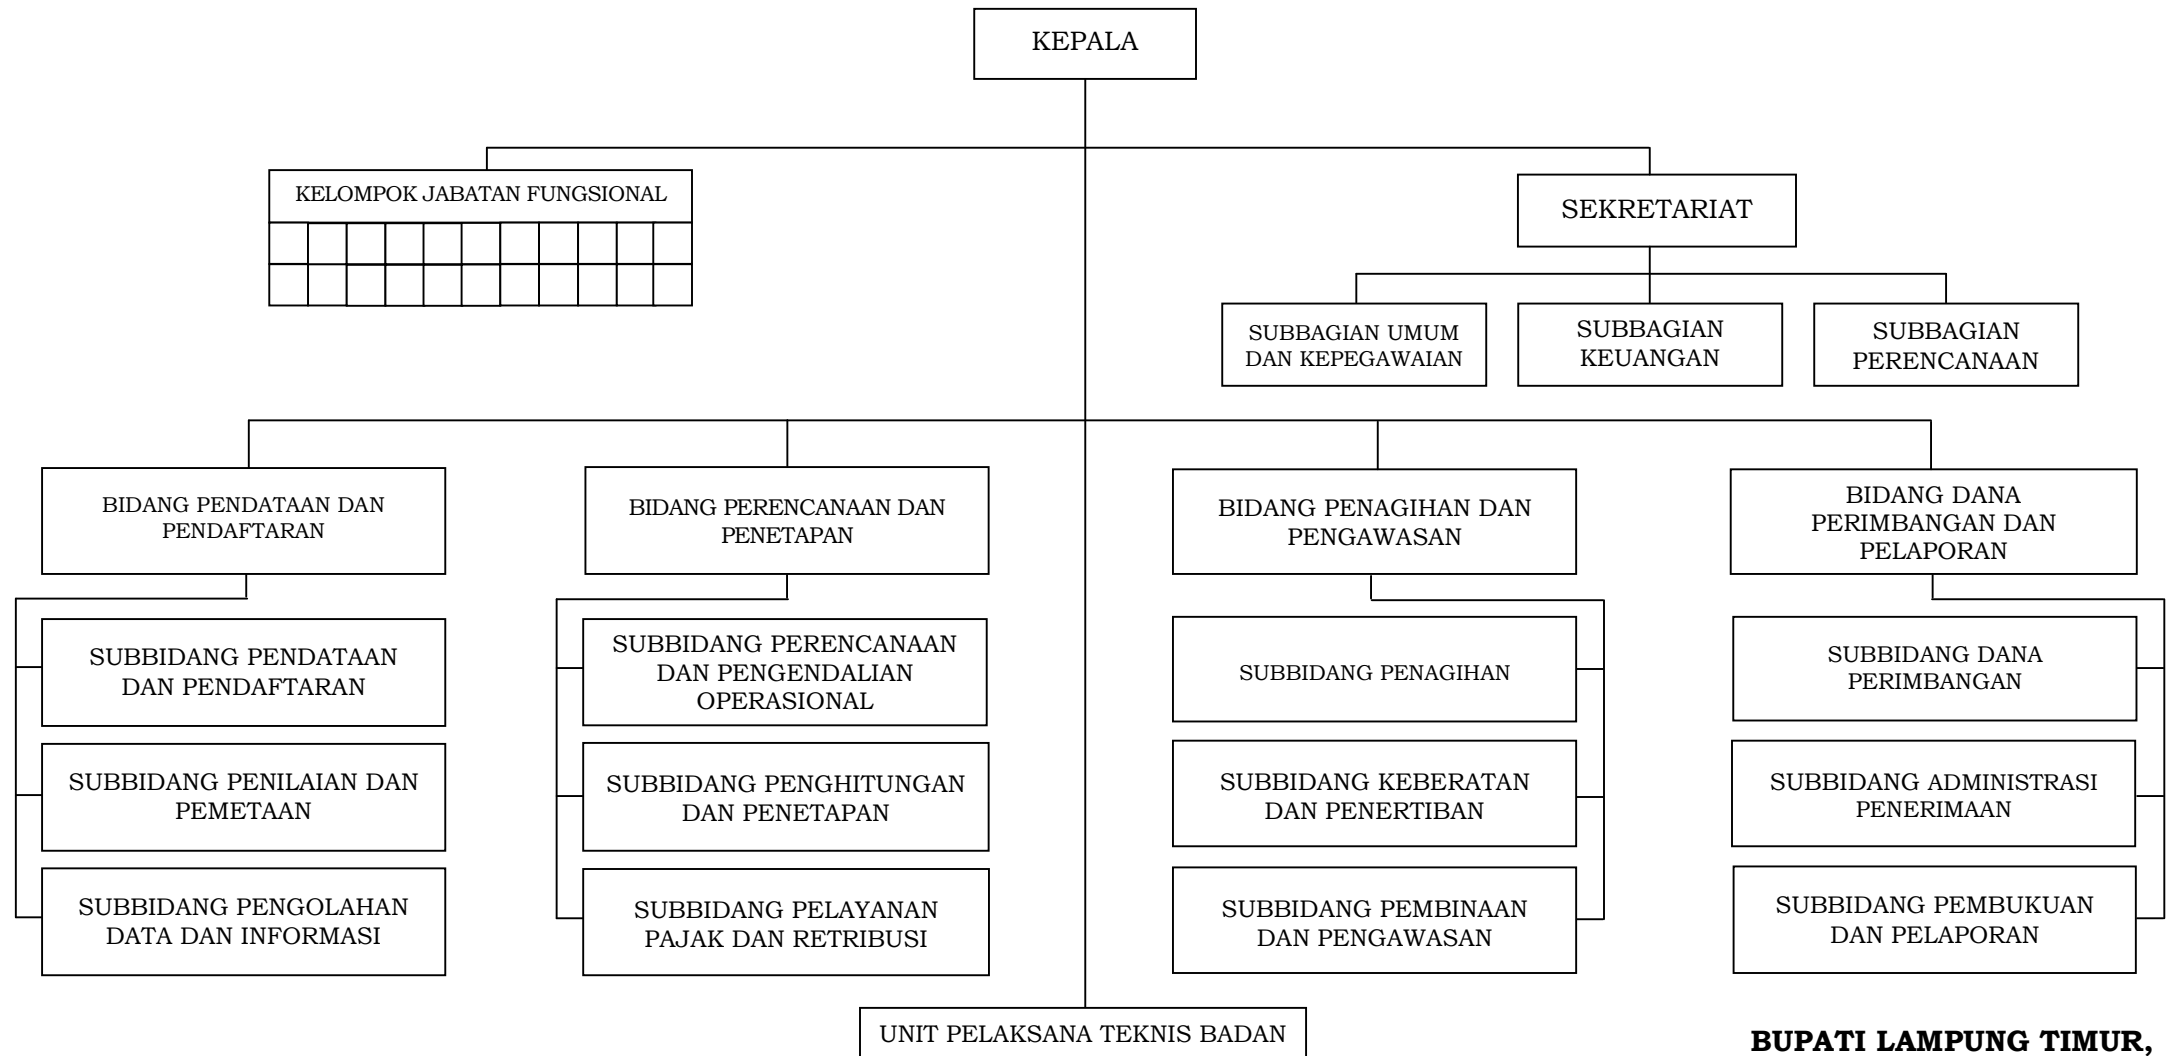 KEPALA
KELOMPOK JABATAN FUNGSIONAL
SEKRETARIAT
SUBBAGIAN UMUM
DAN KEPEGAWAIAN
SUBBAGIAN
KEUANGAN
SUBBAGIAN
PERENCANAAN
BIDANG PENDATAAN DAN
PENDAFTARAN
BIDANG PERENCANAAN DAN
PENETAPAN
BIDANG PENAGIHAN DAN
PENGAWASAN
BIDANG DANA
PERIMBANGAN DAN
PELAPORAN
SUBBIDANG PENDATAAN
DAN PENDAFTARAN
SUBBIDANG PERENCANAAN
DAN PENGENDALIAN
OPERASIONAL
SUBBIDANG PENAGIHAN
SUBBIDANG DANA
PERIMBANGAN
SUBBIDANG PENILAIAN DAN
PEMETAAN
SUBBIDANG PENGHITUNGAN
DAN PENETAPAN
SUBBIDANG KEBERATAN
DAN PENERTIBAN
SUBBIDANG ADMINISTRASI
PENERIMAAN
SUBBIDANG PENGOLAHAN
DATA DAN INFORMASI
SUBBIDANG PELAYANAN
PAJAK DAN RETRIBUSI
SUBBIDANG PEMBINAAN
DAN PENGAWASAN
SUBBIDANG PEMBUKUAN
DAN PELAPORAN
UNIT PELAKSANA TEKNIS BADAN
BUPATI LAMPUNG TIMUR,